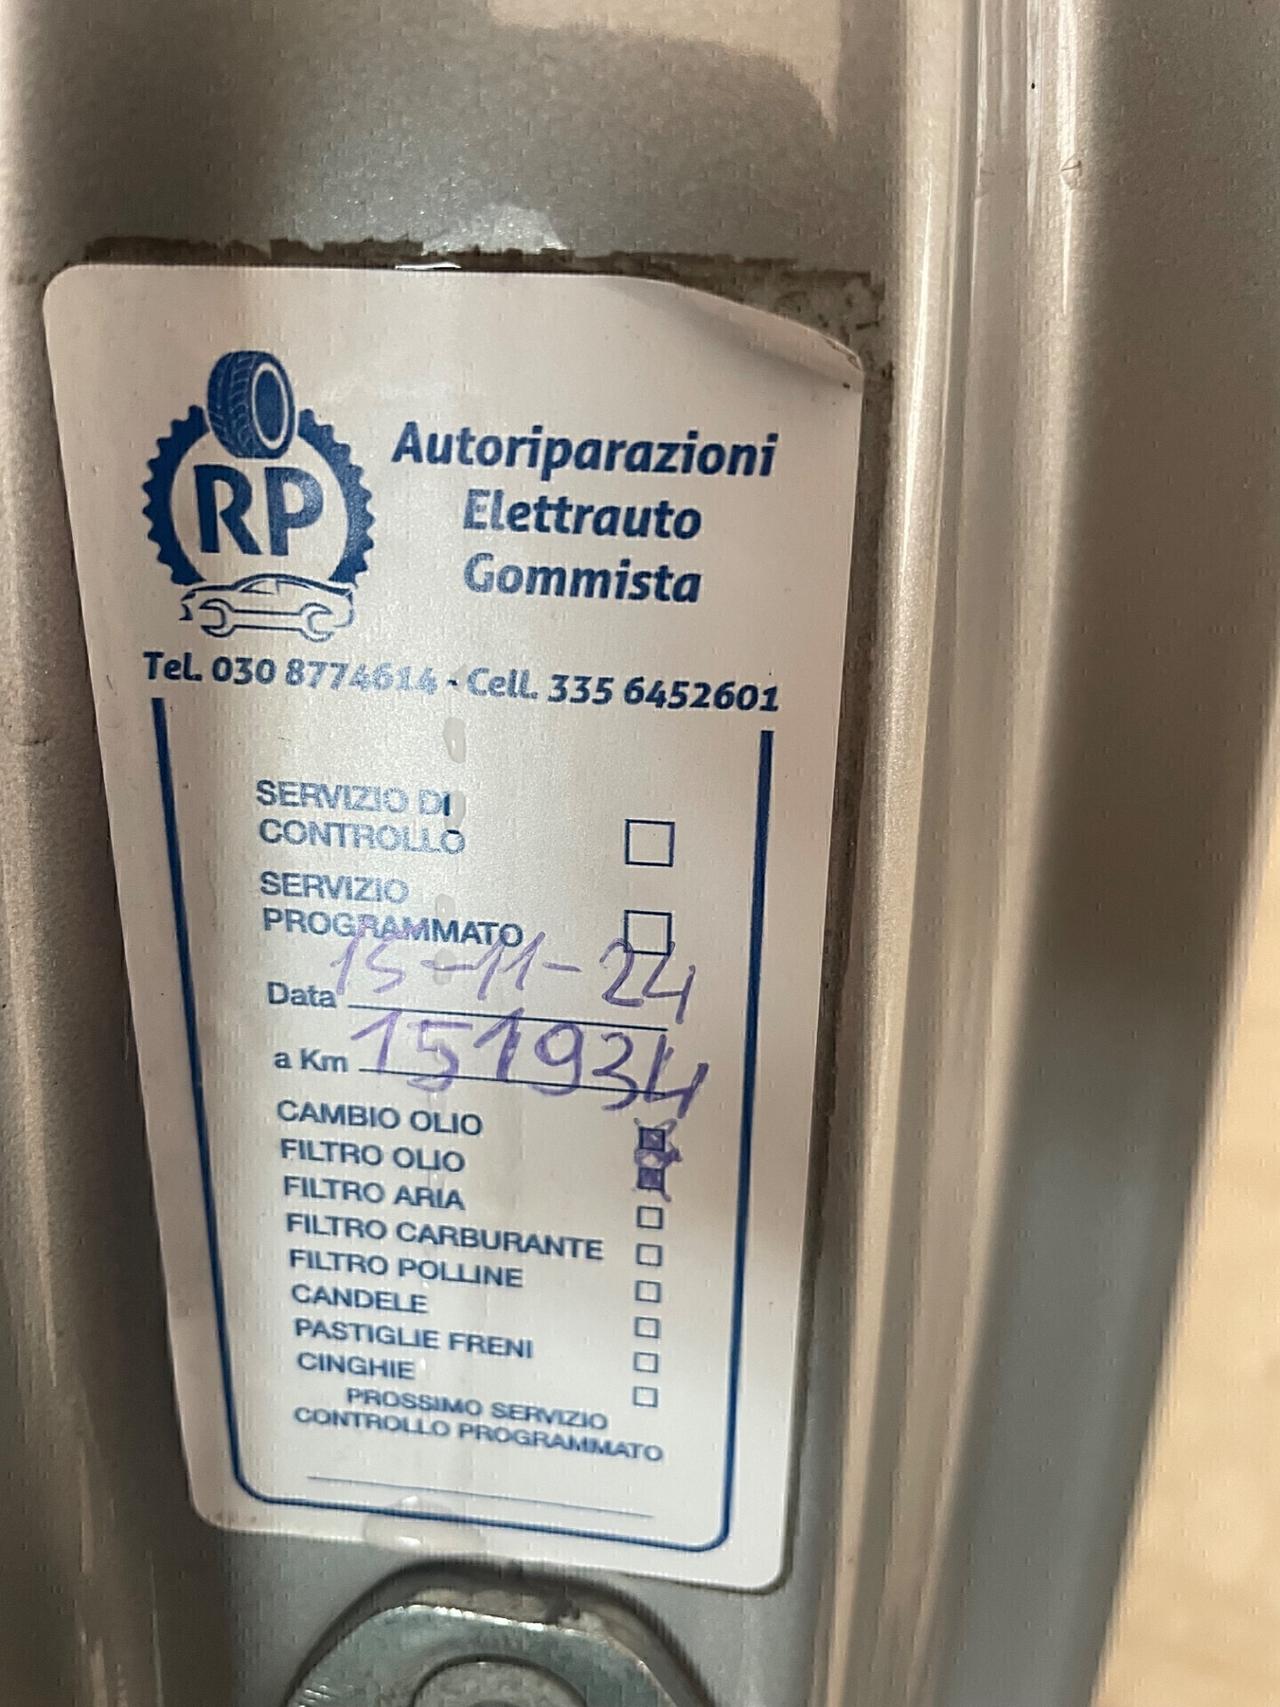 RP
Autoriparazioni
Elettrauto
Gommista
Tel. 030 8774614 - Cell. 335 6452601
SERVIZIO DI
CONTROLLO
SERVIZIO
PROGRAMMATO
Data 15-11-24
a Km 151934
CAMBIO OLIO
FILTRO OLIO
FILTRO ARIA
FILTRO CARBURANTE
FILTRO POLLINE
CANDELE
PASTIGLIE FRENI
CINGHIE
PROSSIMO SERVIZIO
CONTROLLO PROGRAMMATO